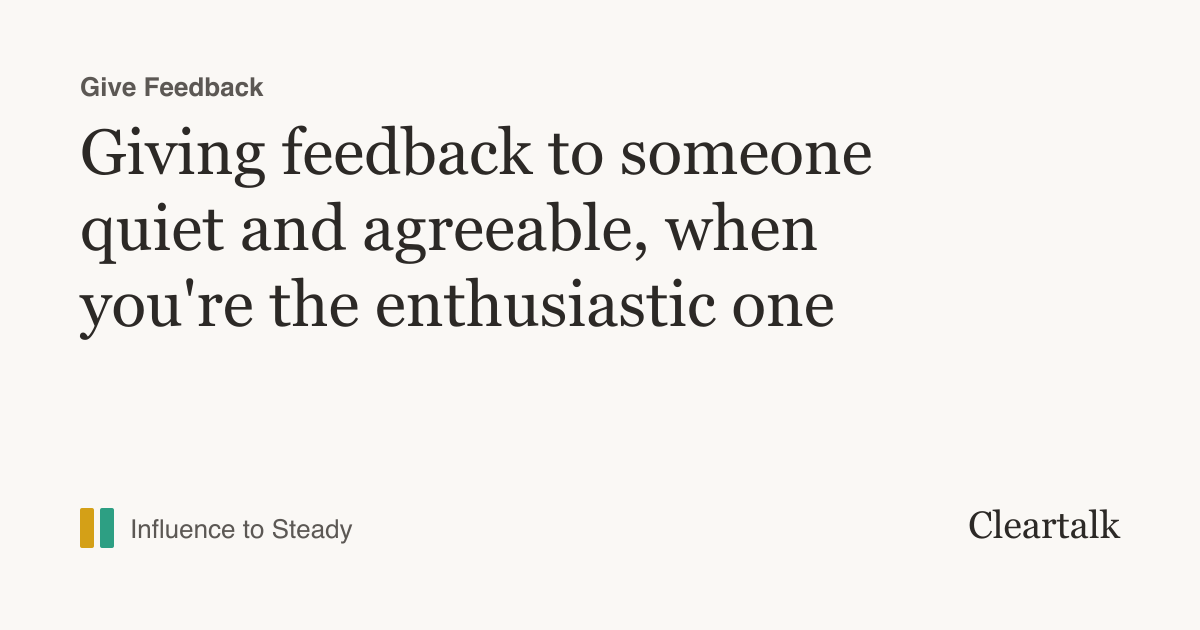 Give Feedback
Giving feedback to someone
quiet and agreeable, when
you're the enthusiastic one
Influence to Steady
Cleartalk